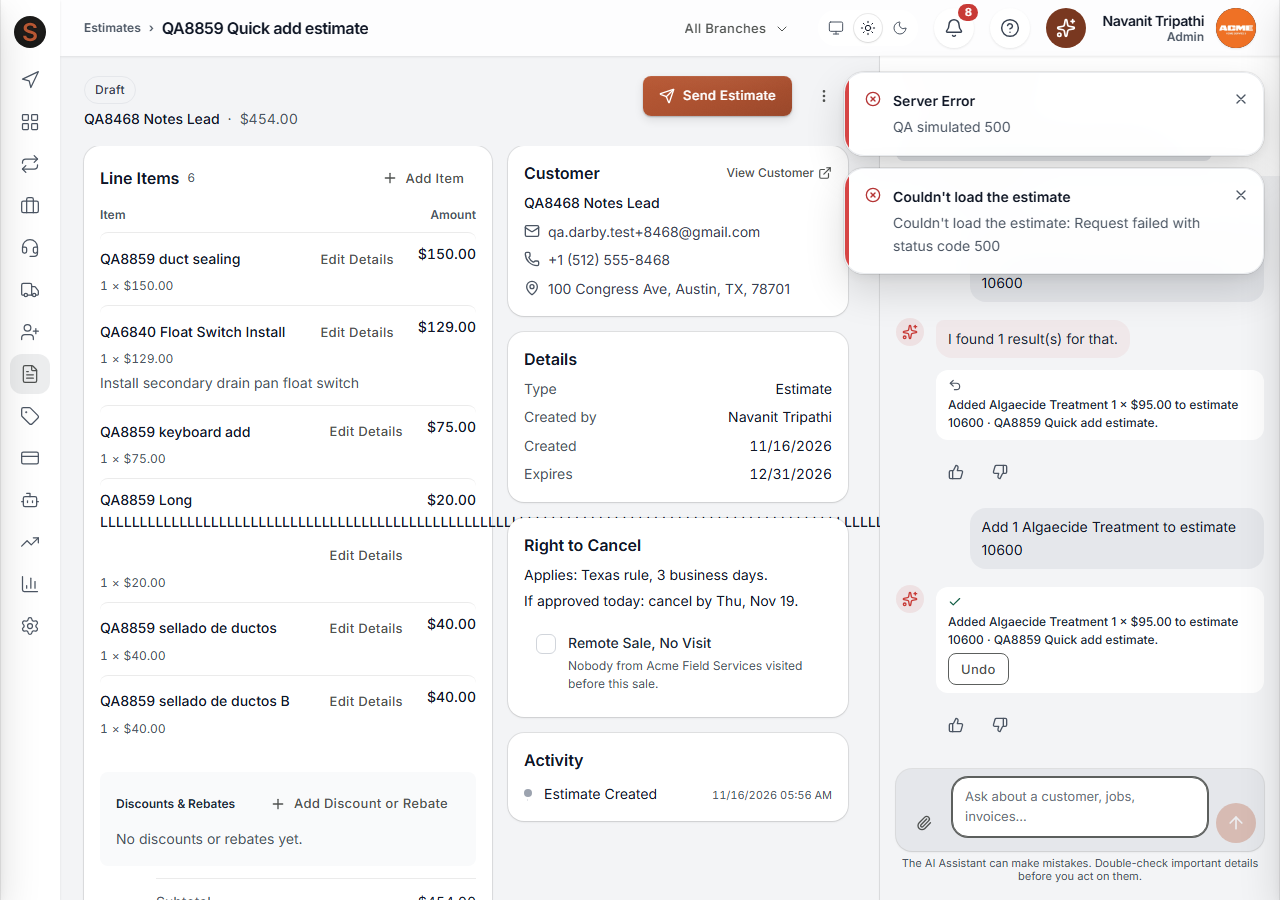 S
Estimates › QA8859 Quick add estimate
All Branches
8
Navanit Tripathi
Admin
ACME
Draft
Send Estimate
QA8468 Notes Lead · $454.00
Line Items 6
Add Item
Item
Amount
QA8859 duct sealing
Edit Details
$150.00
1 × $150.00
QA6840 Float Switch Install
Edit Details
$129.00
1 × $129.00
Install secondary drain pan float switch
QA8859 keyboard add
Edit Details
$75.00
1 × $75.00
QA8859 Long
$20.00
Edit Details
1 × $20.00
QA8859 sellado de ductos
Edit Details
$40.00
1 × $40.00
QA8859 sellado de ductos B
Edit Details
$40.00
1 × $40.00
Discounts & Rebates
Add Discount or Rebate
No discounts or rebates yet.
Subtotal
$454.00
Customer
View Customer
QA8468 Notes Lead
qa.darby.test+8468@gmail.com
+1 (512) 555-8468
100 Congress Ave, Austin, TX, 78701
Details
Type
Estimate
Created by
Navanit Tripathi
Created
11/16/2026
Expires
12/31/2026
Right to Cancel
Applies: Texas rule, 3 business days.
If approved today: cancel by Thu, Nov 19.
Remote Sale, No Visit
Nobody from Acme Field Services visited
before this sale.
Activity
Estimate Created
11/16/2026 05:56 AM
Server Error
QA simulated 500
Couldn't load the estimate
Couldn't load the estimate: Request failed with
status code 500
10600
I found 1 result(s) for that.
Added Algaecide Treatment 1 × $95.00 to estimate
10600 · QA8859 Quick add estimate.
Add 1 Algaecide Treatment to estimate
10600
Added Algaecide Treatment 1 × $95.00 to estimate
10600 · QA8859 Quick add estimate.
Undo
Ask about a customer, jobs,
invoices...
The AI Assistant can make mistakes. Double-check important details
before you act on them.